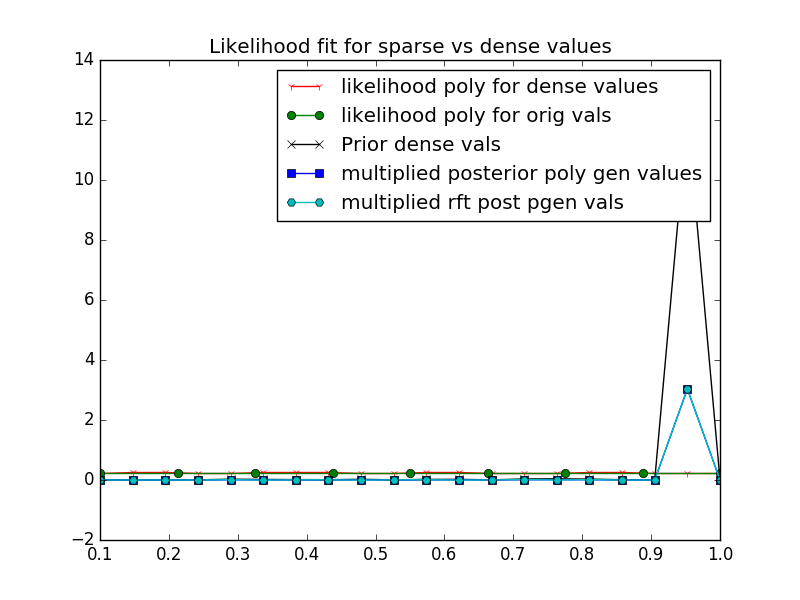 Likelihood fit for sparse vs dense values
14
12
10
8
6
4
2
0
−2
likelihood poly for dense values
likelihood poly for orig vals
Prior dense vals
multiplied posterior poly gen values
multiplied rft post pgen vals
0.1 0.2 0.3 0.4 0.5 0.6 0.7 0.8 0.9 1.0